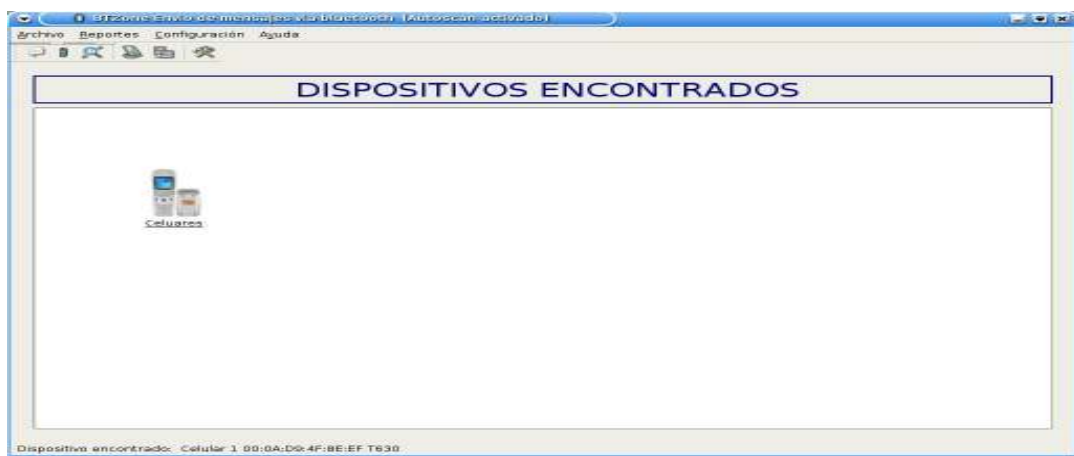 BTZone Envio de mensajes via bluetooth [Autoscan activado]
Archivo Reportes Configuración Ayuda
DISPOSITIVOS ENCONTRADOS
Celuares
Dispositivo encontrado: Celular 1 00:0A:D9:4F:8E:EF T630